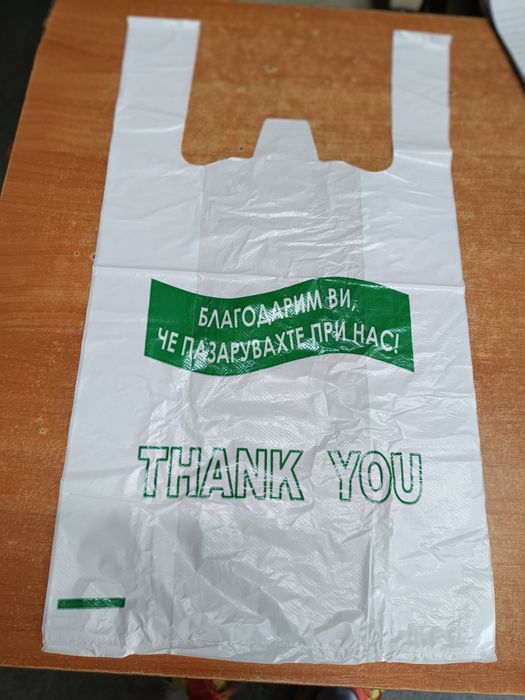 БЛАГОДАРИМ ВИ,
ЧЕ ПАЗАРУВАХТЕ ПРИ НАС!
THANK YOU